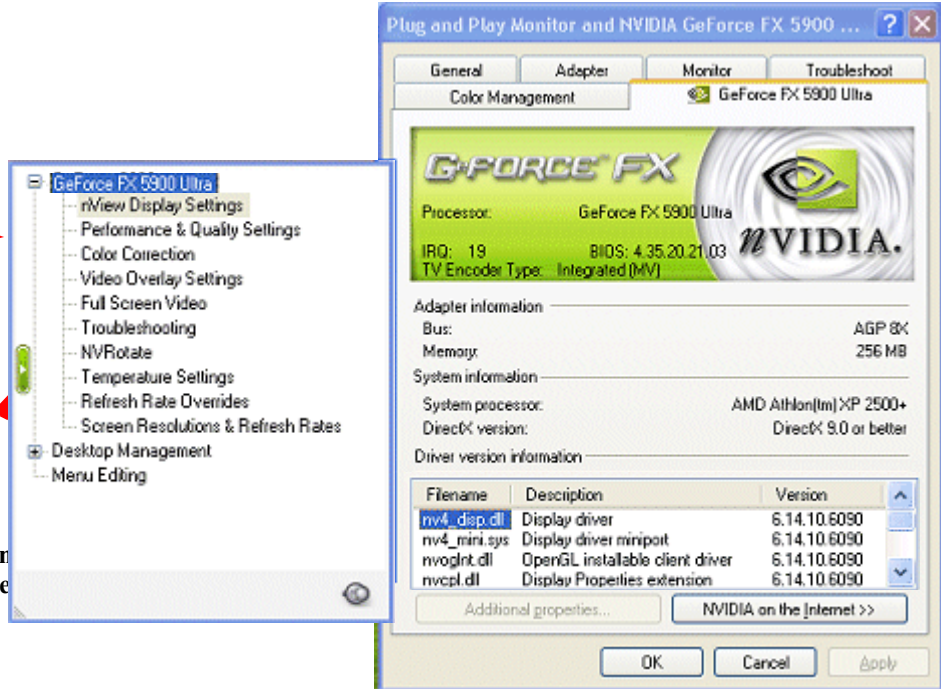 Plug and Play Monitor and NVIDIA GeForce FX 5900 ...
General Adapter Monitor Troubleshoot
Color Management GeForce FX 5900 Ultra
GeForce FX
nVIDIA.
Processor: GeForce FX 5900 Ultra
IRQ: 19 BIOS: 4.35.20.21.03
TV Encoder Type: Integrated (MV)
Adapter information
Bus: AGP 8X
Memory: 256 MB
System information
System processor: AMD Athlon(tm) XP 2500+
DirectX version: DirectX 9.0 or better
Driver version information
Filename Description Version
nv4_disp.dll Display driver 6.14.10.6090
nv4_mini.sys Display driver miniport 6.14.10.6090
nvoglnt.dll OpenGL installable client driver 6.14.10.6090
nvcpl.dll Display Properties extension 6.14.10.6090
Additional properties... NVIDIA on the Internet >>
OK Cancel Apply
GeForce FX 5900 Ultra
nView Display Settings
Performance & Quality Settings
Color Correction
Video Overlay Settings
Full Screen Video
Troubleshooting
NVRotate
Temperature Settings
Refresh Rate Overrides
Screen Resolutions & Refresh Rates
Desktop Management
Menu Editing